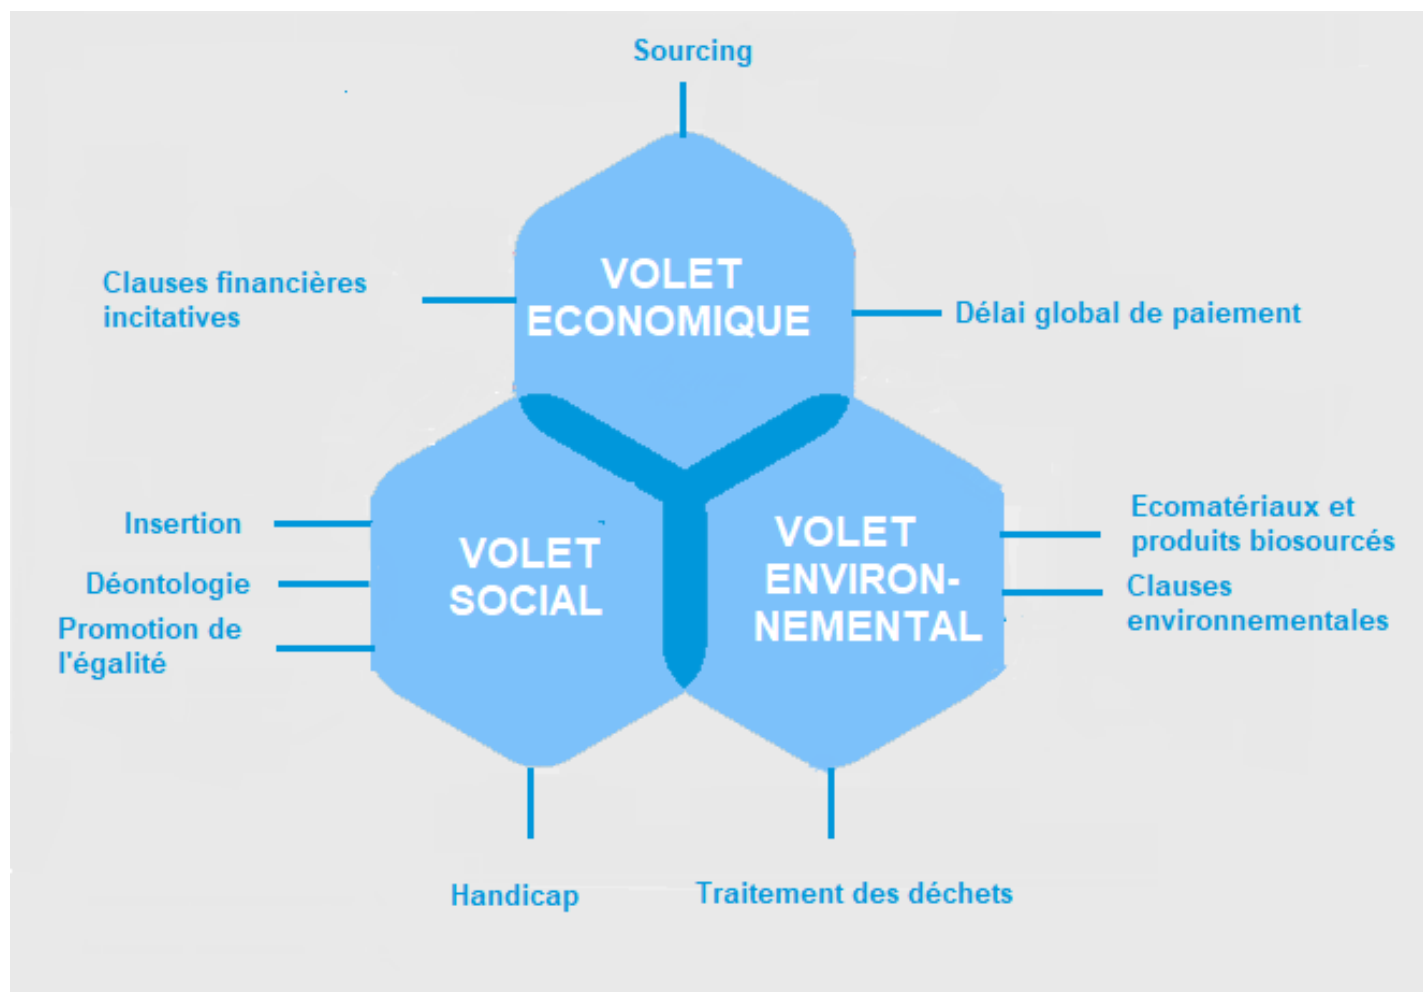 Sourcing
VOLET
ECONOMIQUE
Clauses financières
incitatives
Délai global de paiement
VOLET
SOCIAL
Insertion
Déontologie
Promotion de
l'égalité
Handicap
VOLET
ENVIRON-
NEMENTAL
Ecomatériaux et
produits biosourcés
Clauses
environnementales
Traitement des déchets